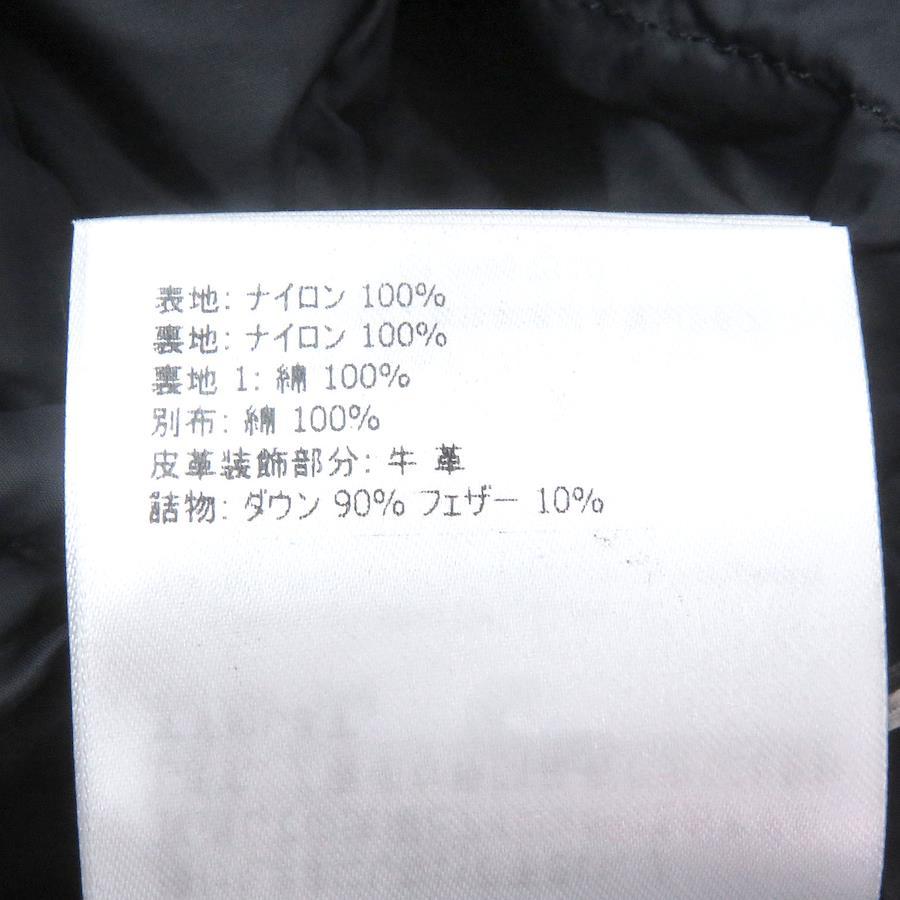 表地: ナイロン 100%
裏地: ナイロン 100%
裏地 1: 綿 100%
別布: 綿 100%
皮革装飾部分: 牛 革
詰物: ダウン 90% フェザー 10%